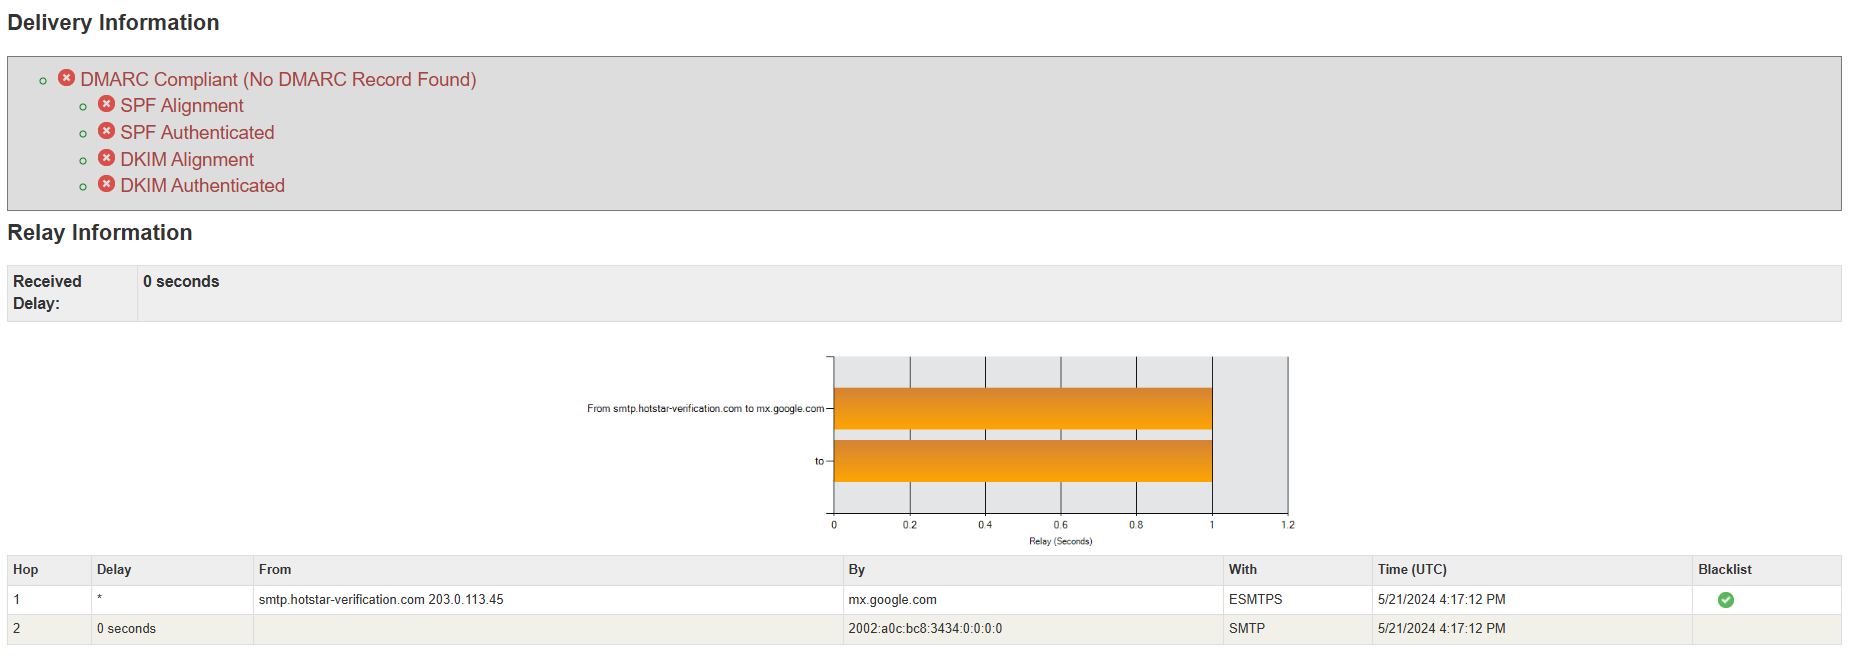 Delivery Information
DMARC Compliant (No DMARC Record Found)
SPF Alignment
SPF Authenticated
DKIM Alignment
DKIM Authenticated
Relay Information
Received Delay: 0 seconds
From smtp.hotstar-verification.com to mx.google.com
to
0 0.2 0.4 0.6 0.8 1 1.2
Relay (Seconds)
Hop Delay From By With Time (UTC) Blacklist
1 * smtp.hotstar-verification.com 203.0.113.45 mx.google.com ESMTPS 5/21/2024 4:17:12 PM
2 0 seconds 2002:a0c:bc8:3434:0:0:0:0 SMTP 5/21/2024 4:17:12 PM